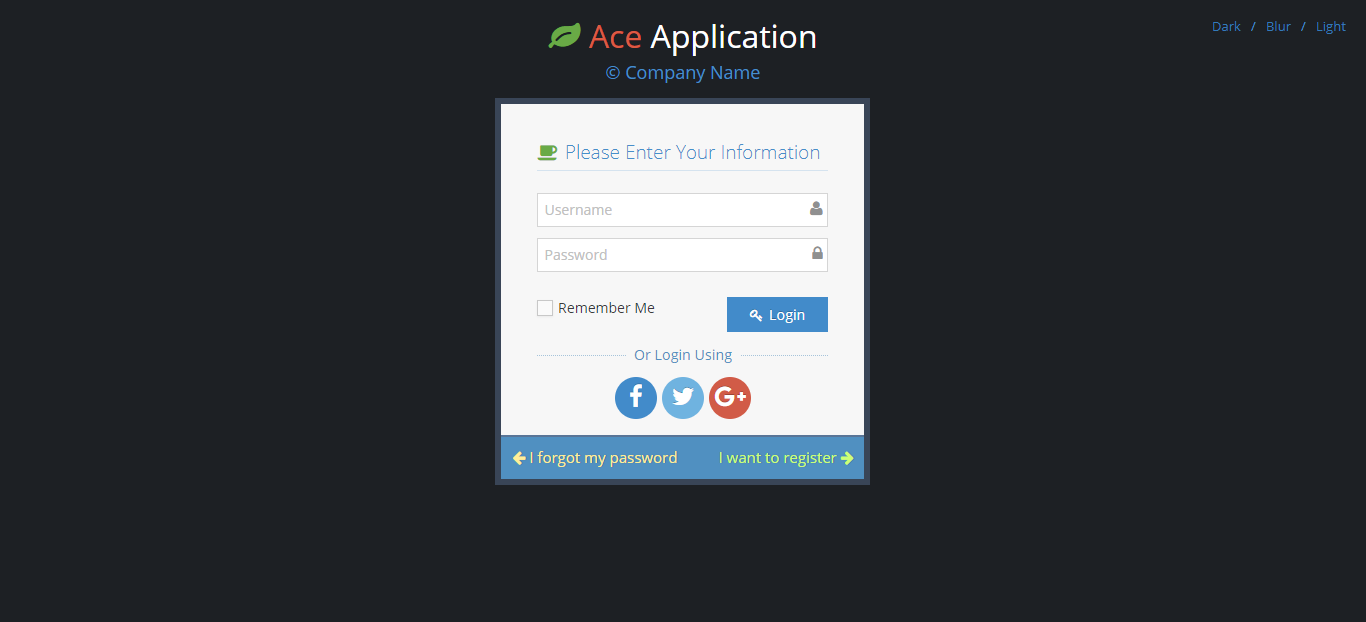 Ace Application
Dark / Blur / Light
© Company Name
Please Enter Your Information
Username
Password
Remember Me
Login
Or Login Using
I forgot my password
I want to register